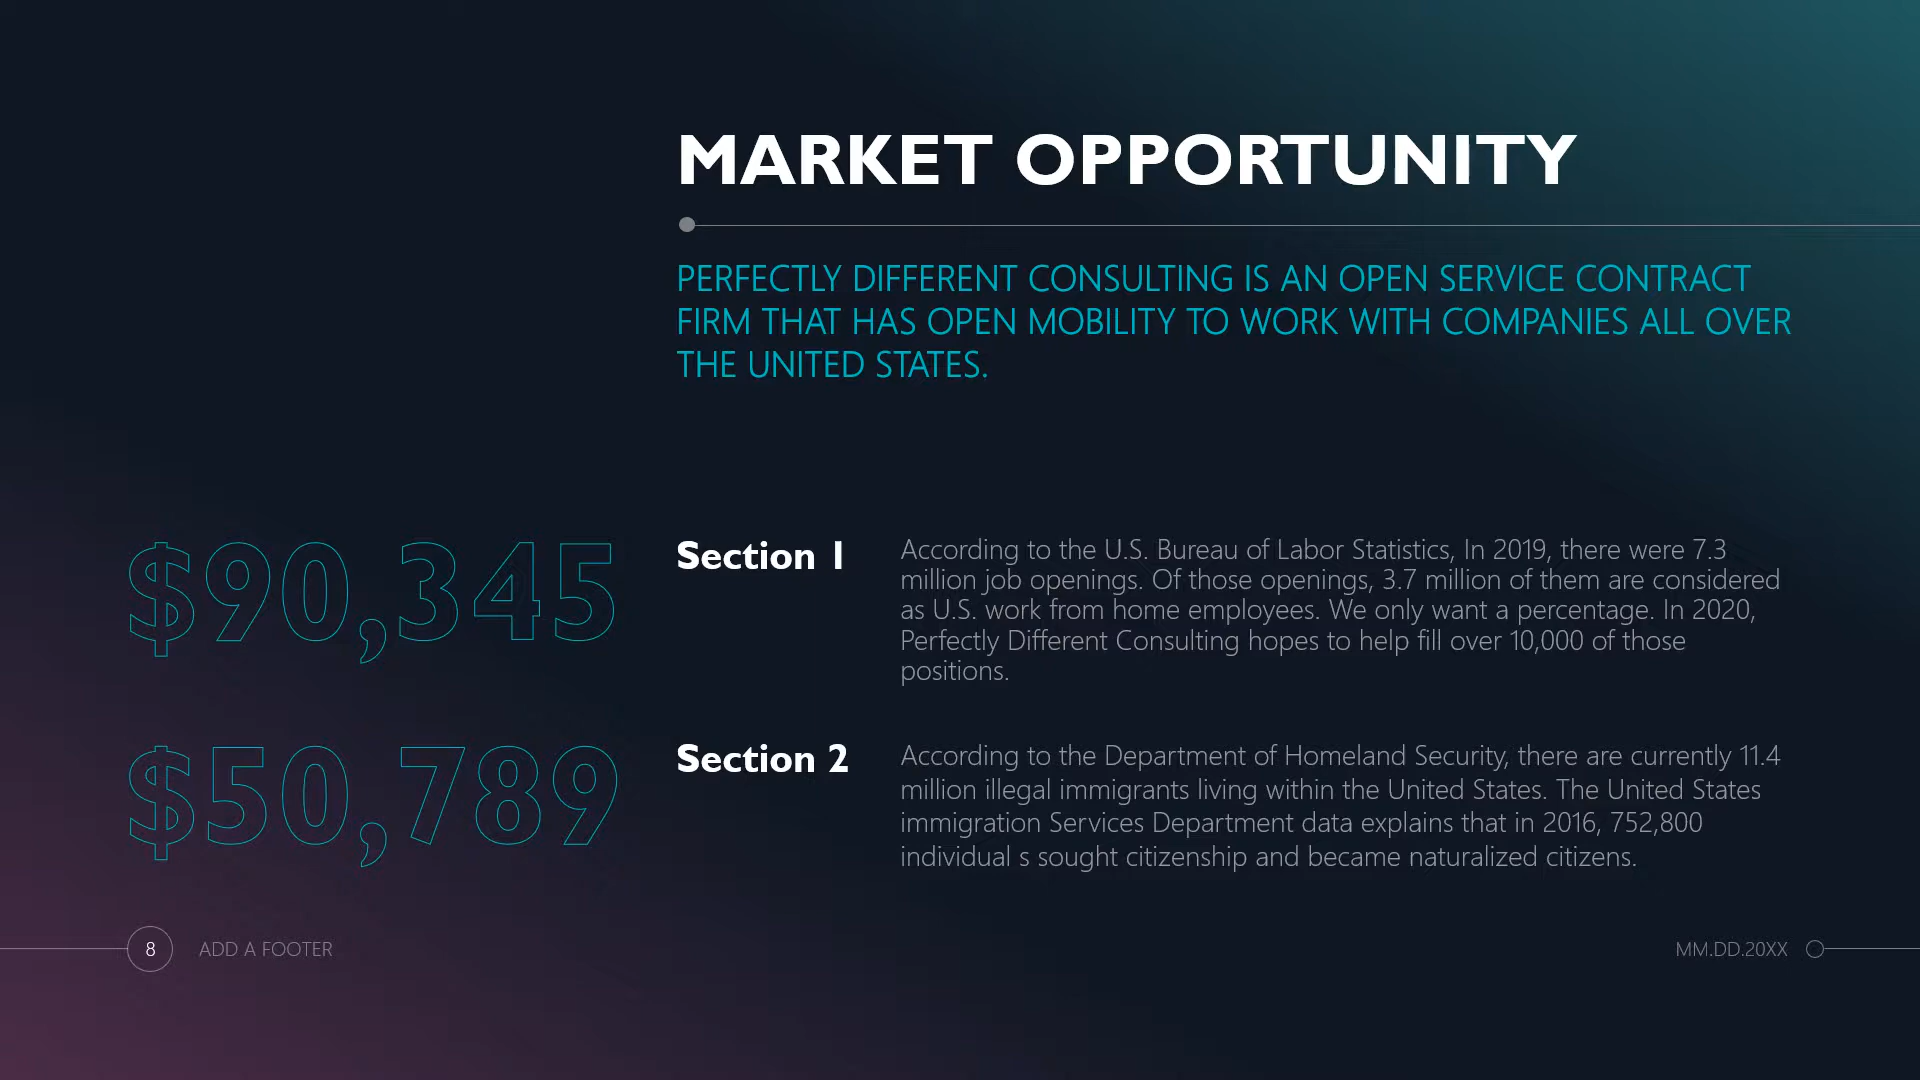 MARKET OPPORTUNITY
PERFECTLY DIFFERENT CONSULTING IS AN OPEN SERVICE CONTRACT
FIRM THAT HAS OPEN MOBILITY TO WORK WITH COMPANIES ALL OVER
THE UNITED STATES.
$90,345
Section 1
According to the U.S. Bureau of Labor Statistics, In 2019, there were 7.3
million job openings. Of those openings, 3.7 million of them are considered
as U.S. work from home employees. We only want a percentage. In 2020,
Perfectly Different Consulting hopes to help fill over 10,000 of those
positions.
$50,789
Section 2
According to the Department of Homeland Security, there are currently 11.4
million illegal immigrants living within the United States. The United States
immigration Services Department data explains that in 2016, 752,800
individual s sought citizenship and became naturalized citizens.
8
ADD A FOOTER
MM.DD.20XX